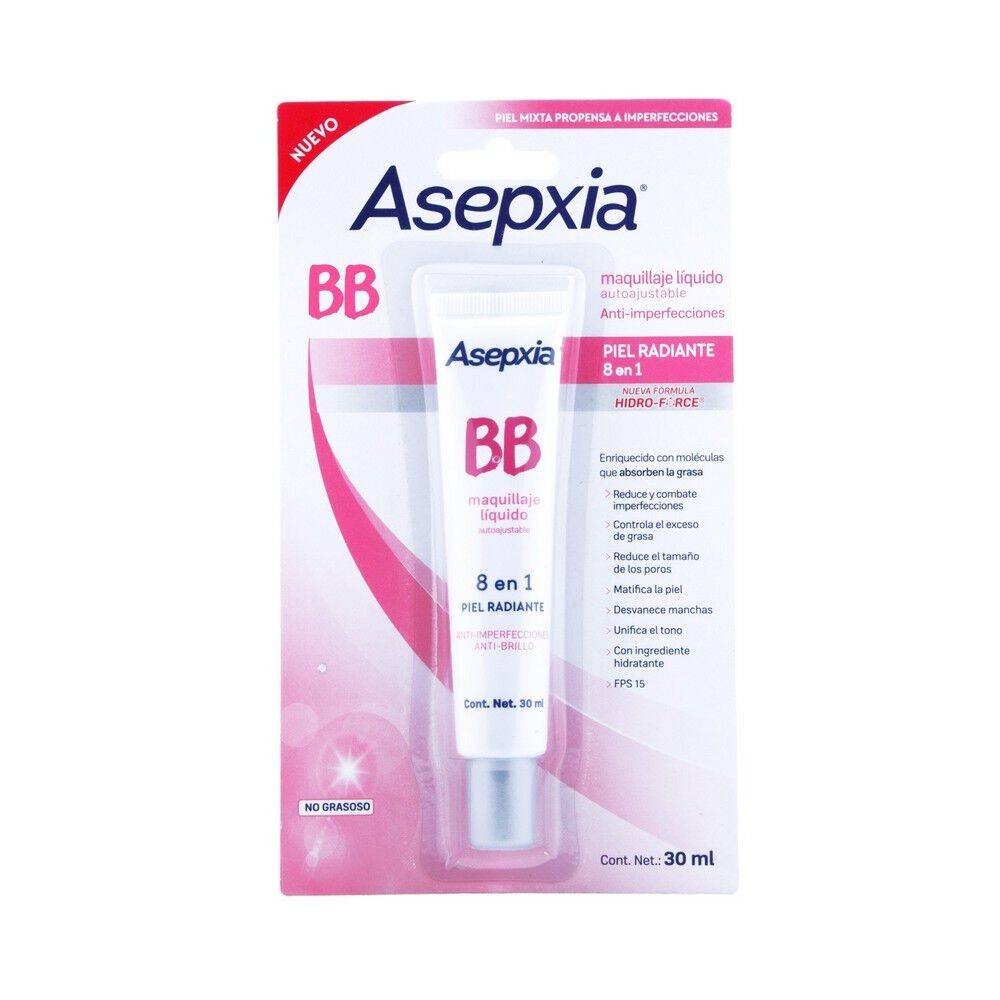 NUEVO
PIEL MIXTA PROPENSA A IMPERFECCIONES
Asepxia®
BB
maquillaje líquido
autoajustable
Anti-imperfecciones
PIEL RADIANTE
8 en 1
NUEVA FÓRMULA
HIDRO-FORCE®
Enriquecido con moléculas
que absorben la grasa
> Reduce y combate
imperfecciones
> Controla el exceso
de grasa
> Reduce el tamaño
de los poros
> Matifica la piel
> Desvanece manchas
> Unifica el tono
> Con ingrediente
hidratante
> FPS 15
Asepxia
BB
maquillaje
líquido
autoajustable
8 en 1
PIEL RADIANTE
ANTI-IMPERFECCIONES
ANTI-BRILLO
Cont. Net. 30 ml
NO GRASOSO
Cont. Net.: 30 ml